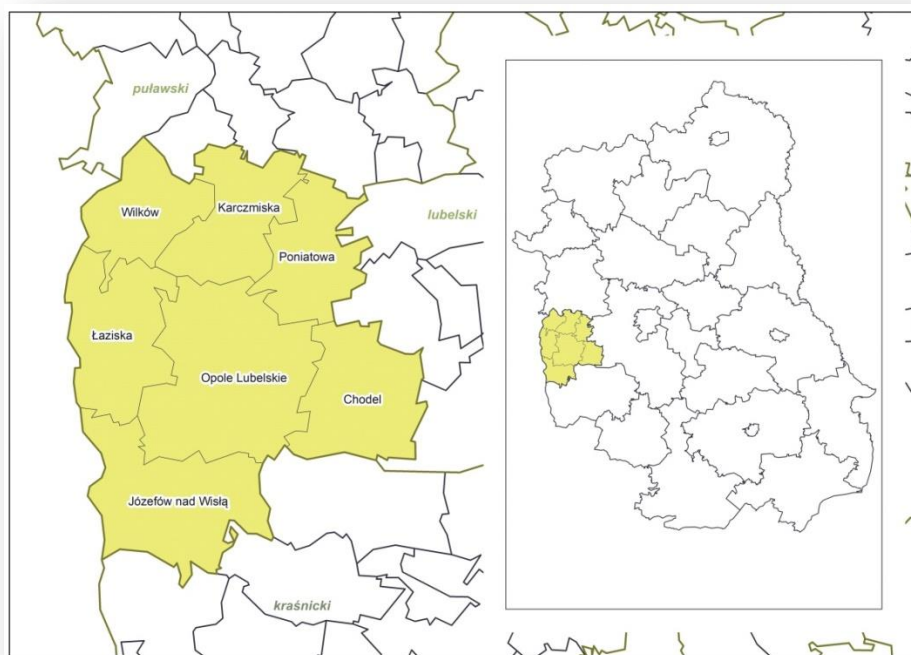 puławski
Wilków
Karczmiska
lubelski
Poniatowa
Łaziska
Opole Lubelskie
Chodel
Józefów nad Wisłą
kraśnicki